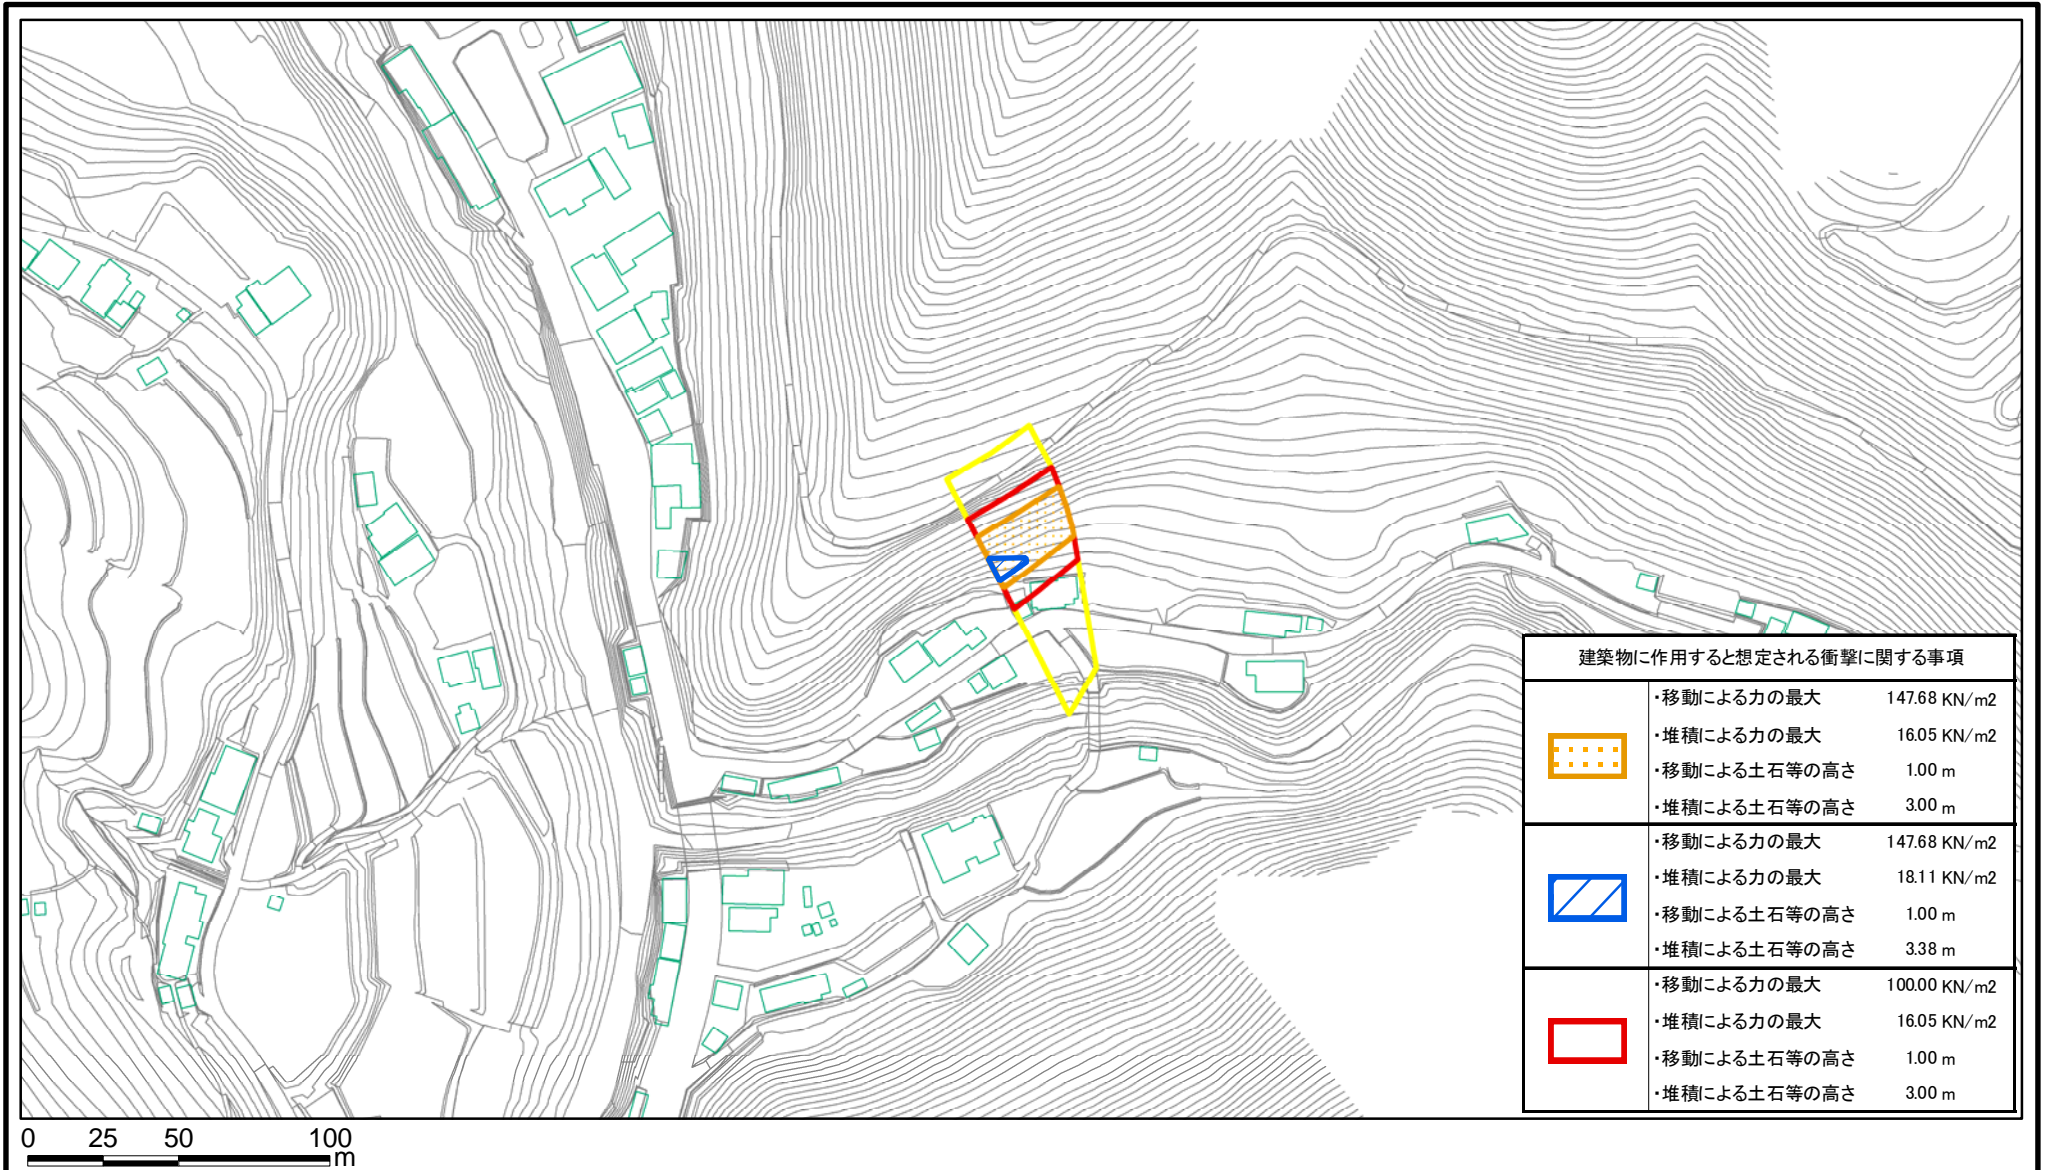 建築物に作用すると想定される衝撃に関する事項
・移動による力の最大 147.68 KN/m2
・堆積による力の最大 16.05 KN/m2
・移動による土石等の高さ 1.00 m
・堆積による土石等の高さ 3.00 m
・移動による力の最大 147.68 KN/m2
・堆積による力の最大 18.11 KN/m2
・移動による土石等の高さ 1.00 m
・堆積による土石等の高さ 3.38 m
・移動による力の最大 100.00 KN/m2
・堆積による力の最大 16.05 KN/m2
・移動による土石等の高さ 1.00 m
・堆積による土石等の高さ 3.00 m
0 25 50 100
m